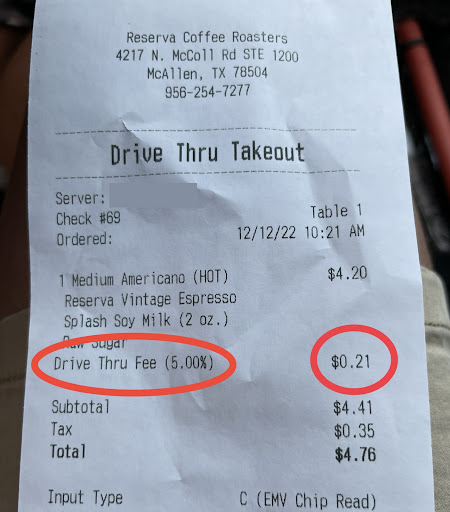 Reserva Coffee Roasters
4217 N. McColl Rd STE 1200
McAllen, TX 78504
956-254-7277
Drive Thru Takeout
Server:
Check #69 Table 1
Ordered: 12/12/22 10:21 AM
1 Medium Americano (HOT) $4.20
Reserva Vintage Espresso
Splash Soy Milk (2 oz.)
Raw Sugar
Drive Thru Fee (5.00%) $0.21
Subtotal $4.41
Tax $0.35
Total $4.76
Input Type C (EMV Chip Read)